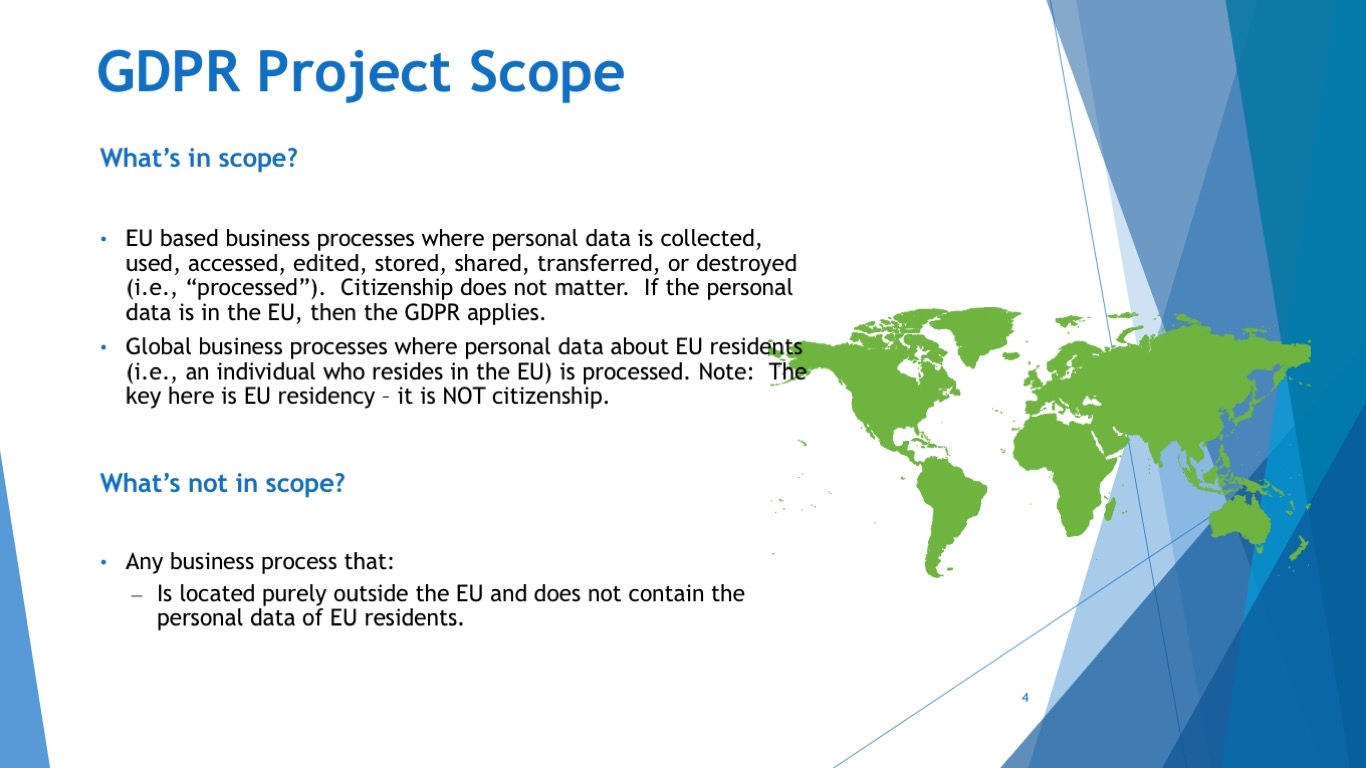 GDPR Project Scope
What’s in scope?
• EU based business processes where personal data is collected,
used, accessed, edited, stored, shared, transferred, or destroyed
(i.e., “processed”).  Citizenship does not matter.  If the personal
data is in the EU, then the GDPR applies.
• Global business processes where personal data about EU residents
(i.e., an individual who resides in the EU) is processed. Note:  The
key here is EU residency – it is NOT citizenship.
What’s not in scope?
• Any business process that:
– Is located purely outside the EU and does not contain the
personal data of EU residents.
4